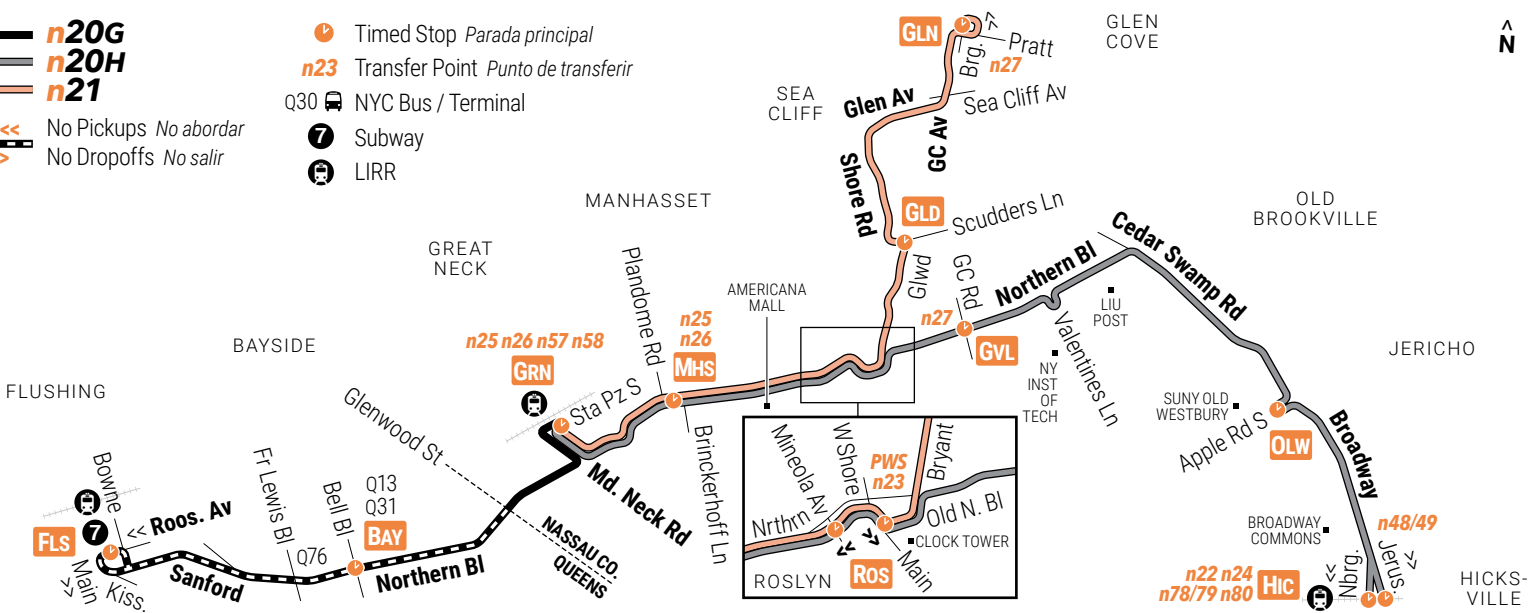 n20G
n20H
n21
<< No Pickups No abordar
> No Dropoffs No salir
Timed Stop Parada principal
n23 Transfer Point Punto de transferir
Q30 NYC Bus / Terminal
7 Subway
LIRR
GLN
>>
Pratt
Brg.
n27
GLEN
COVE
^
N
SEA
CLIFF
Glen Av
Sea Cliff Av
GC Av
Shore Rd
GLD
Scudders Ln
Glwd
MANHASSET
GREAT
NECK
OLD
BROOKVILLE
Cedar Swamp Rd
Northern Bl
GC Rd
n27
GVL
LIU
POST
Valentines Ln
NY
INST
OF
TECH
JERICHO
Plandome Rd
AMERICANA
MALL
n25
n26
MHS
n25 n26 n57 n58
GRN
Sta Pz S
BAYSIDE
FLUSHING
Glenwood St
Brinckerhoff Ln
Md. Neck Rd
SUNY OLD
WESTBURY
Apple Rd S
OLW
Broadway
Mineola Av
W Shore
PWS
n23
Bryant
Nrthrn
Old N. Bl
>>
>>
CLOCK TOWER
Main
ROS
ROSLYN
Bowne
Fr Lewis Bl
Bell Bl
Q13
Q31
BAY
<< Roos. Av
7
FLS
Q76
NASSAU CO.
QUEENS
Northern Bl
Sanford
>>
Main
Kiss.
BROADWAY
COMMONS
n48/49
<<
Nbrg.
Jerus.
>>
n22 n24
n78/79 n80
HIC
HICKS-
VILLE